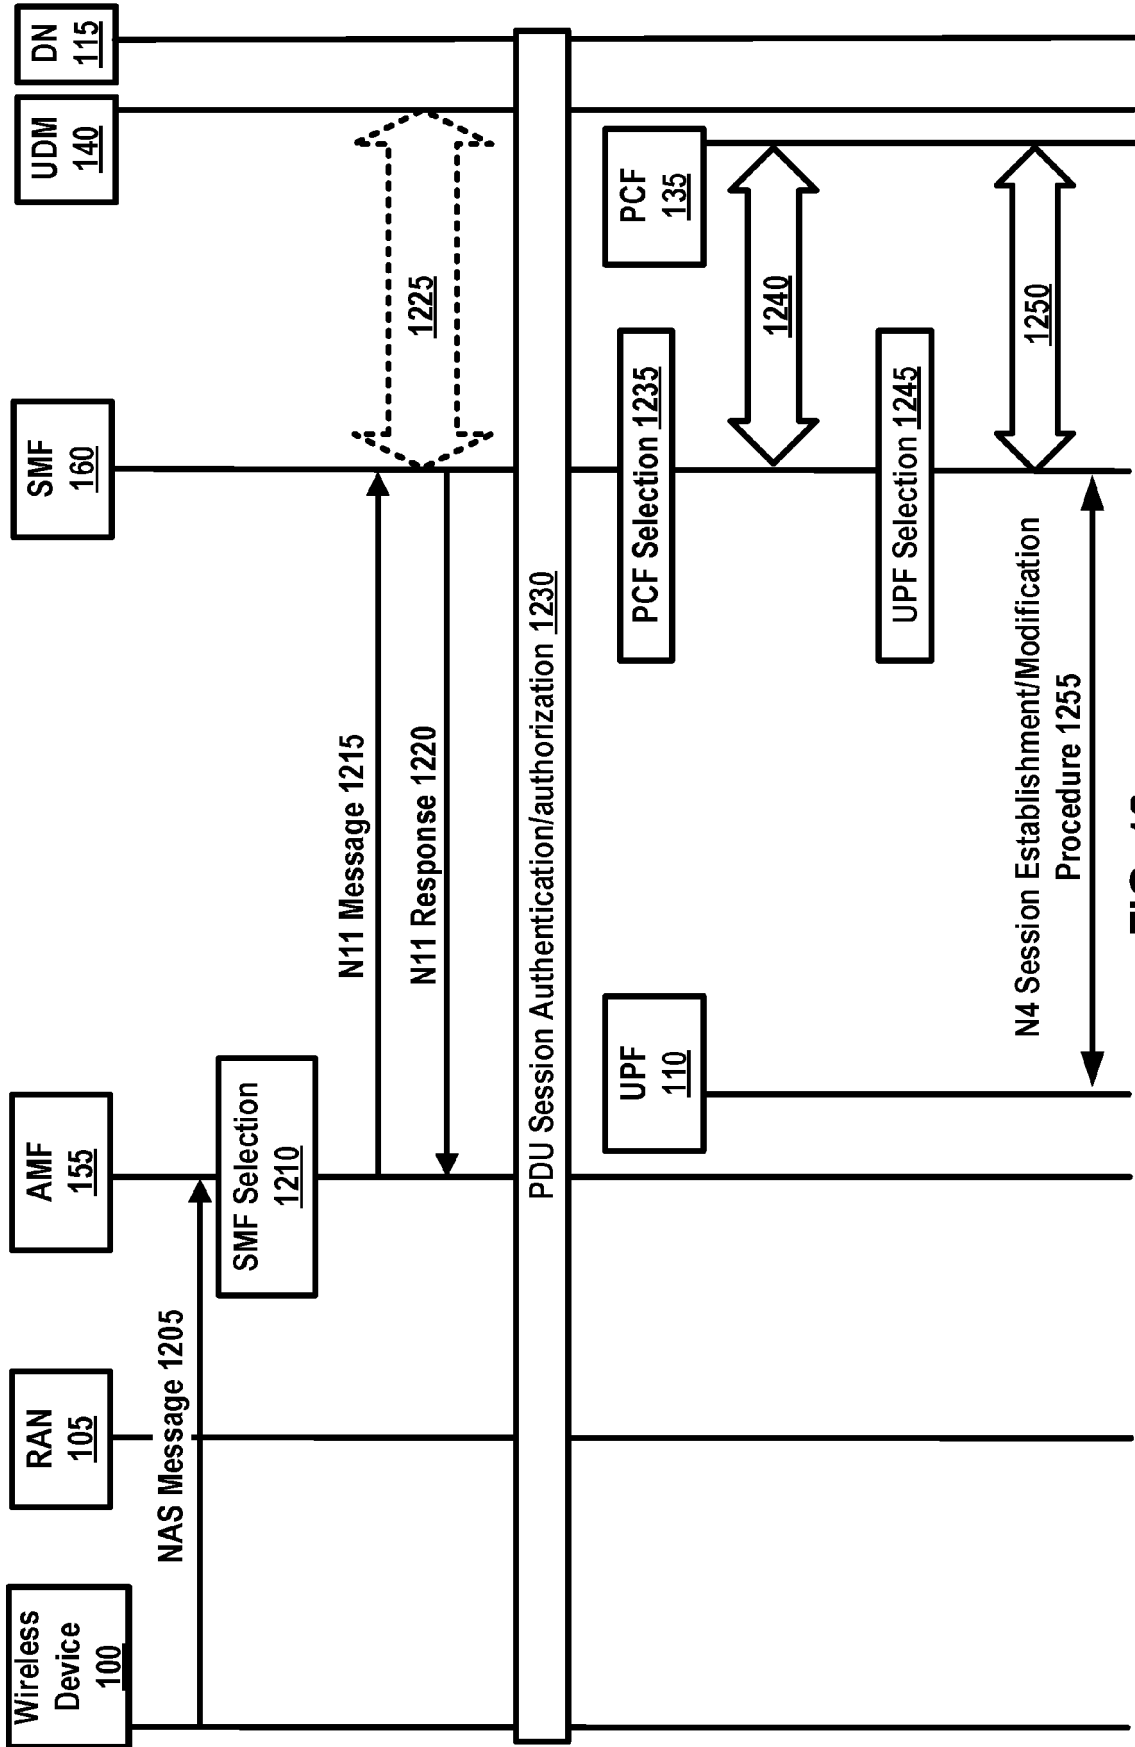 Wireless
Device
100
RAN
105
AMF
155
SMF
160
UDM
140
DN
115
NAS Message 1205
SMF Selection
1210
N11 Message 1215
N11 Response 1220
1225
PDU Session Authentication/authorization 1230
UPF
110
PCF
135
PCF Selection 1235
1240
UPF Selection 1245
1250
N4 Session Establishment/Modification
Procedure 1255